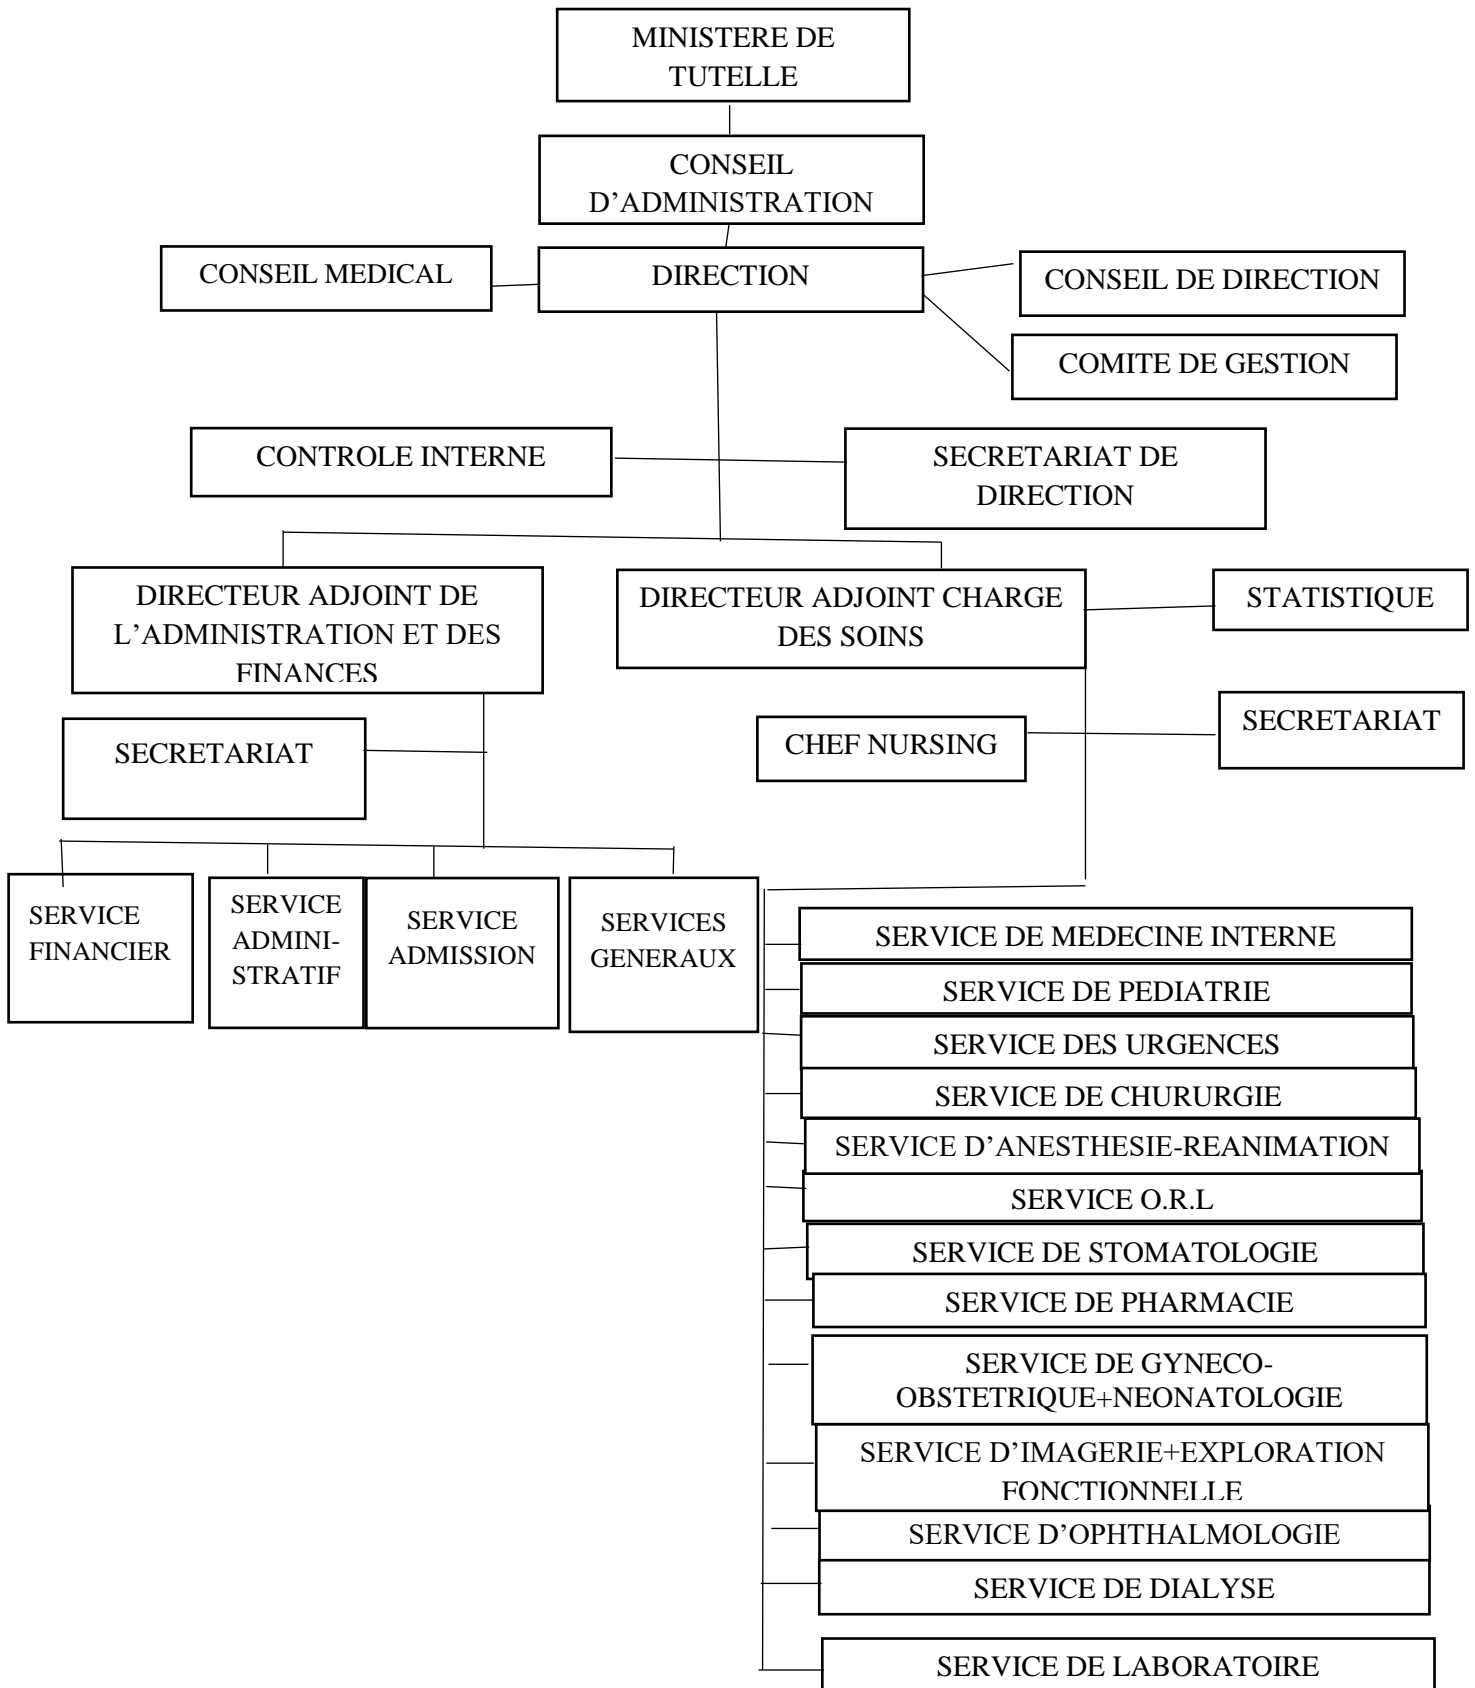 MINISTERE DE
TUTELLE
CONSEIL
D’ADMINISTRATION
CONSEIL MEDICAL
DIRECTION
CONSEIL DE DIRECTION
COMITE DE GESTION
CONTROLE INTERNE
SECRETARIAT DE
DIRECTION
DIRECTEUR ADJOINT DE
L’ADMINISTRATION ET DES
FINANCES
DIRECTEUR ADJOINT CHARGE
DES SOINS
STATISTIQUE
SECRETARIAT
CHEF NURSING
SECRETARIAT
SERVICE
FINANCIER
SERVICE
ADMINI-
STRATIF
SERVICE
ADMISSION
SERVICES
GENERAUX
SERVICE DE MEDECINE INTERNE
SERVICE DE PEDIATRIE
SERVICE DES URGENCES
SERVICE DE CHURURGIE
SERVICE D’ANESTHESIE-REANIMATION
SERVICE O.R.L
SERVICE DE STOMATOLOGIE
SERVICE DE PHARMACIE
SERVICE DE GYNECO-
OBSTETRIQUE+NEONATOLOGIE
SERVICE D’IMAGERIE+EXPLORATION
FONCTIONNELLE
SERVICE D’OPHTHALMOLOGIE
SERVICE DE DIALYSE
SERVICE DE LABORATOIRE